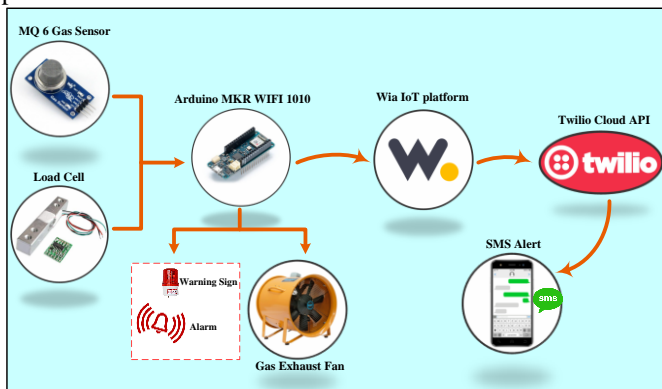 MQ 6 Gas Sensor
Arduino MKR WIFI 1010
Wia IoT platform
Twilio Cloud API
twilio
Load Cell
SMS Alert
Warning Sign
sms
Alarm
Gas Exhaust Fan